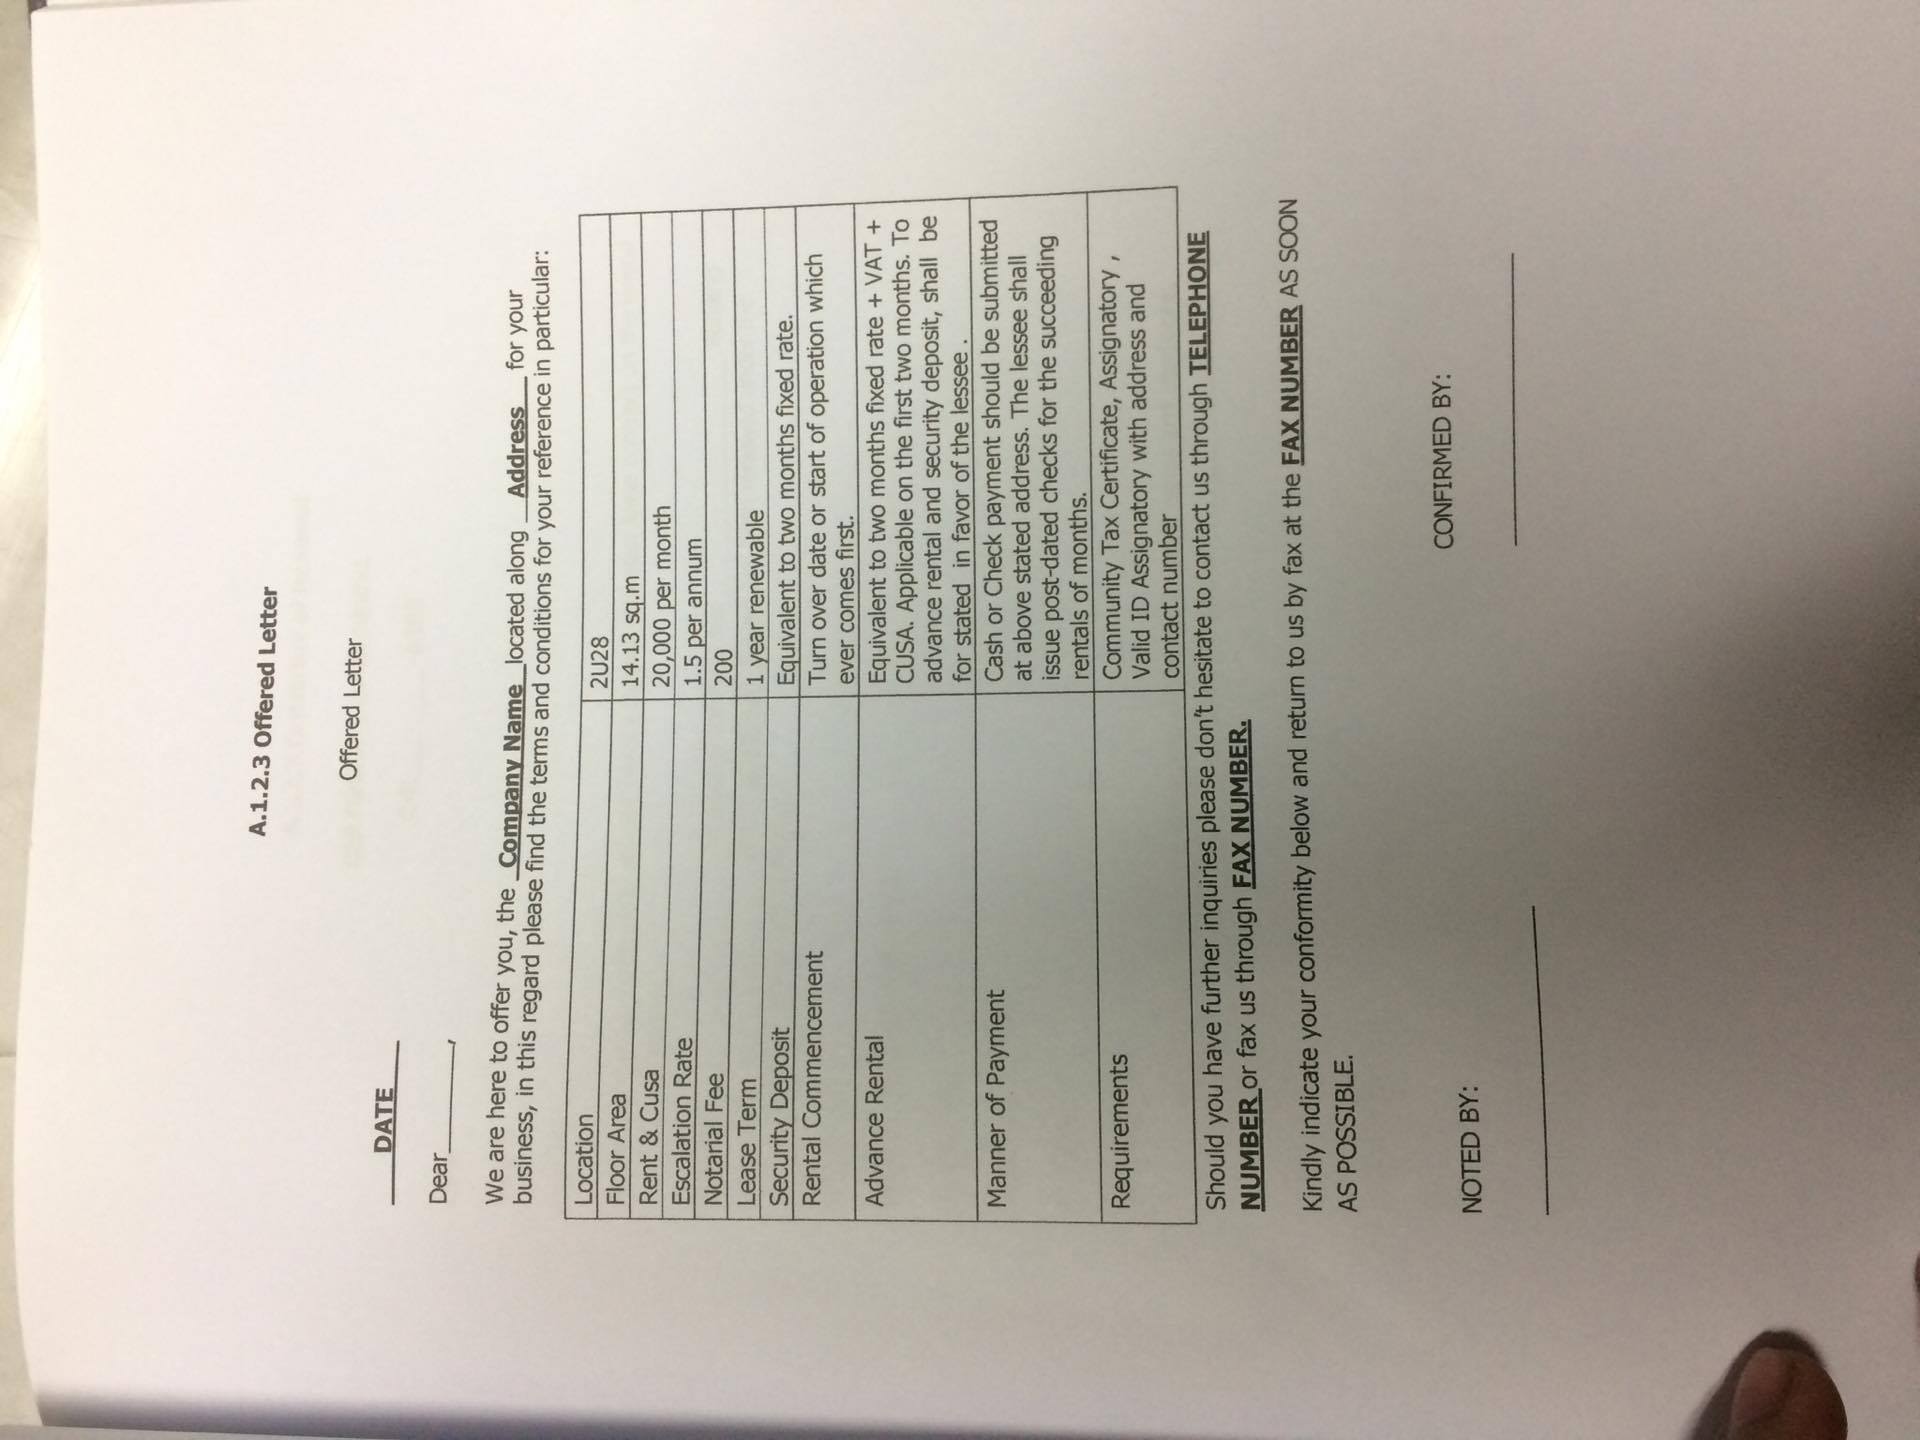 A.1.2.3 Offered Letter
Offered Letter
DATE
Dear________,
We are here to offer you, the _Company Name_located along __Address__ for your
business, in this regard please find the terms and conditions for your reference in particular:
Location 2U28
Floor Area 14.13 sq.m
Rent & Cusa 20,000 per month
Escalation Rate 1.5 per annum
Notarial Fee 200
Lease Term 1 year renewable
Security Deposit Equivalent to two months fixed rate.
Rental Commencement Turn over date or start of operation which
ever comes first.
Advance Rental Equivalent to two months fixed rate + VAT +
CUSA. Applicable on the first two months. To
advance rental and security deposit, shall be
for stated in favor of the lessee .
Manner of Payment Cash or Check payment should be submitted
at above stated address. The lessee shall
issue post-dated checks for the succeeding
rentals of months.
Requirements Community Tax Certificate, Assignatory ,
Valid ID Assignatory with address and
contact number
Should you have further inquiries please don't hesitate to contact us through TELEPHONE
NUMBER or fax us through FAX NUMBER.
Kindly indicate your conformity below and return to us by fax at the FAX NUMBER AS SOON
AS POSSIBLE.
CONFIRMED BY:
NOTED BY: